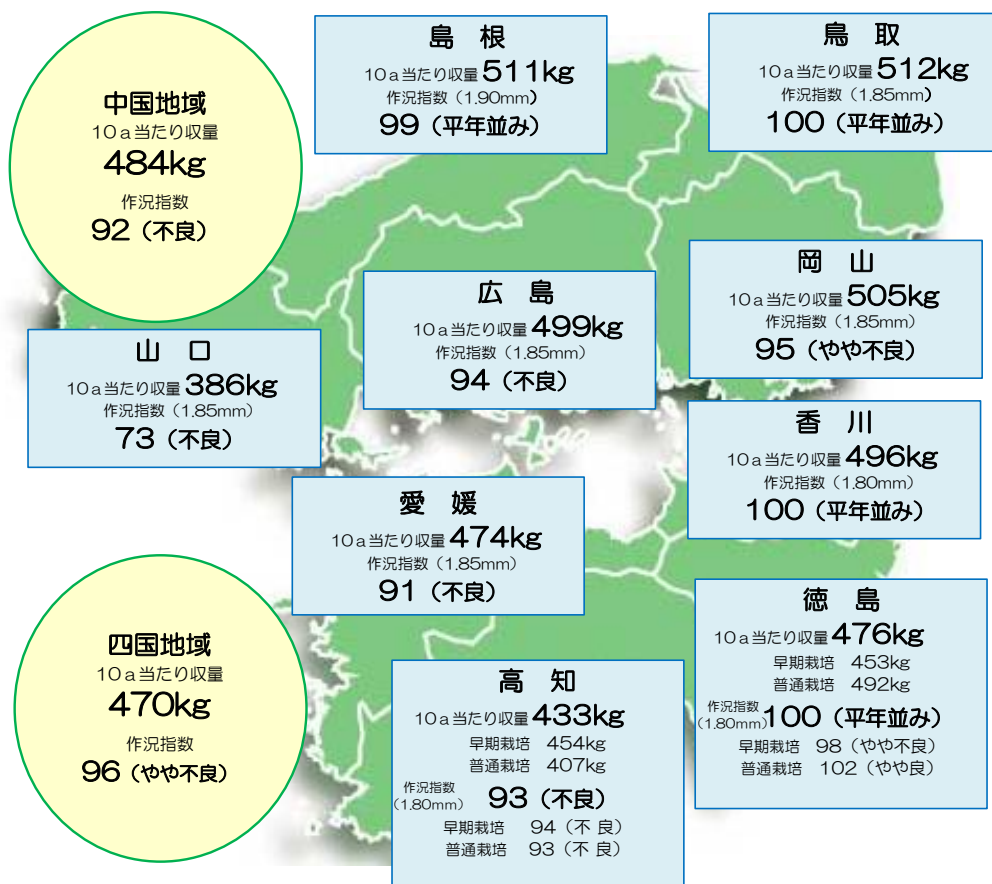 中国地域
10a当たり収量
484kg
作況指数
92(不良)
島 根
10a当たり収量 511kg
作況指数(1.90mm)
99(平年並み)
鳥 取
10a当たり収量 512kg
作況指数(1.85mm)
100(平年並み)
岡 山
10a当たり収量 505kg
作況指数(1.85mm)
95(やや不良)
広 島
10a当たり収量 499kg
作況指数(1.85mm)
94(不良)
山 口
10a当たり収量 386kg
作況指数(1.85mm)
73(不良)
香 川
10a当たり収量 496kg
作況指数(1.80mm)
100(平年並み)
愛 媛
10a当たり収量 474kg
作況指数(1.85mm)
91(不良)
四国地域
10a当たり収量
470kg
作況指数
96(やや不良)
高 知
10a当たり収量 433kg
早期栽培 454kg
普通栽培 407kg
作況指数
(1.80mm) 93(不良)
早期栽培 94(不 良)
普通栽培 93(不 良)
徳 島
10a当たり収量 476kg
早期栽培 453kg
普通栽培 492kg
作況指数
(1.80mm) 100(平年並み)
早期栽培 98(やや不良)
普通栽培 102(やや良)